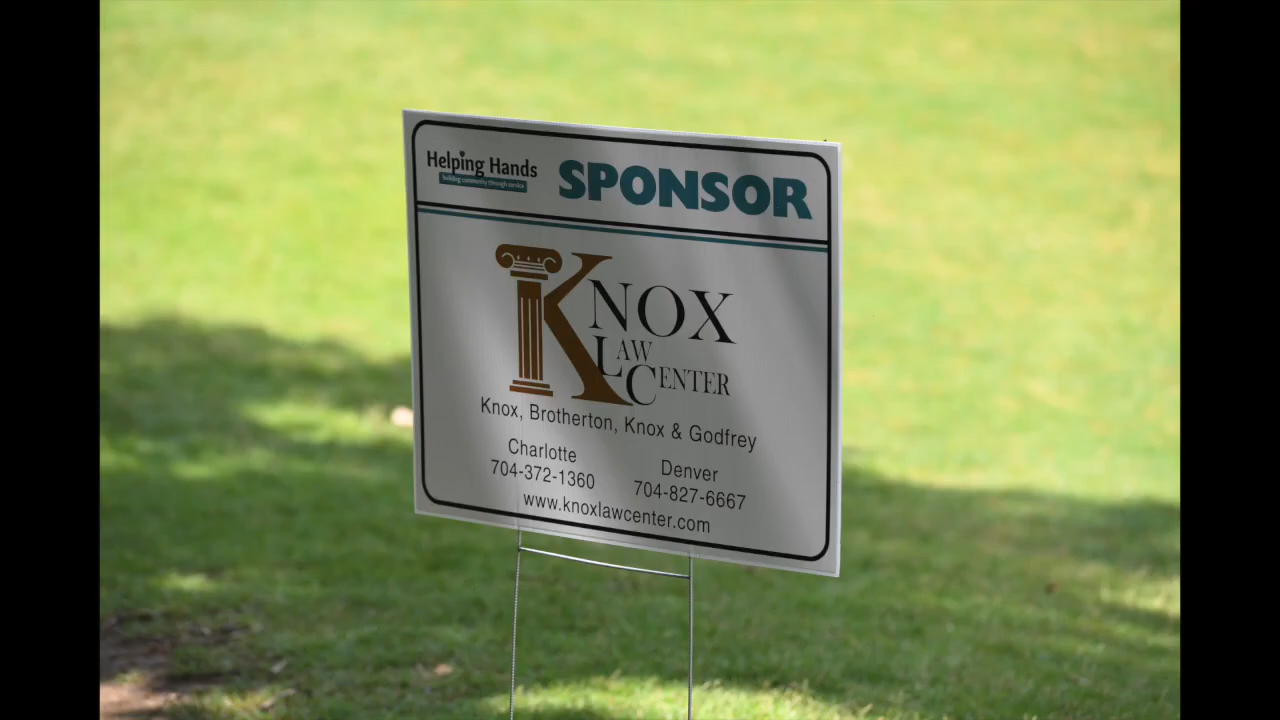 Helping Hands
building community through service
SPONSOR
KNOX
LAW
CENTER
Knox, Brotherton, Knox & Godfrey
Charlotte
704-372-1360
Denver
704-827-6667
www.knoxlawcenter.com